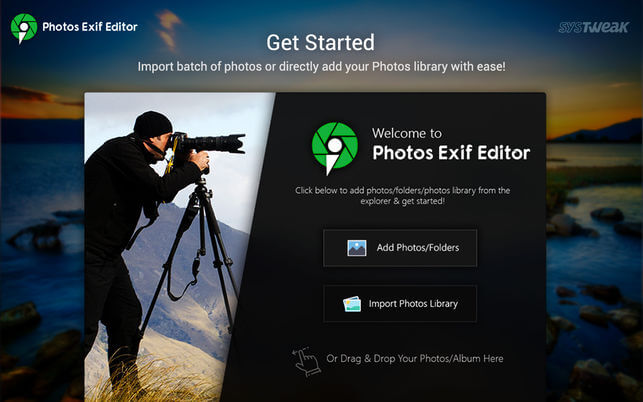 Photos Exif Editor
SYSTWEAK
Get Started
Import batch of photos or directly add your Photos library with ease!
Welcome to
Photos Exif Editor
Click below to add photos/folders/photos library from the
explorer & get started!
Add Photos/Folders
Import Photos Library
Or Drag & Drop Your Photos/Album Here